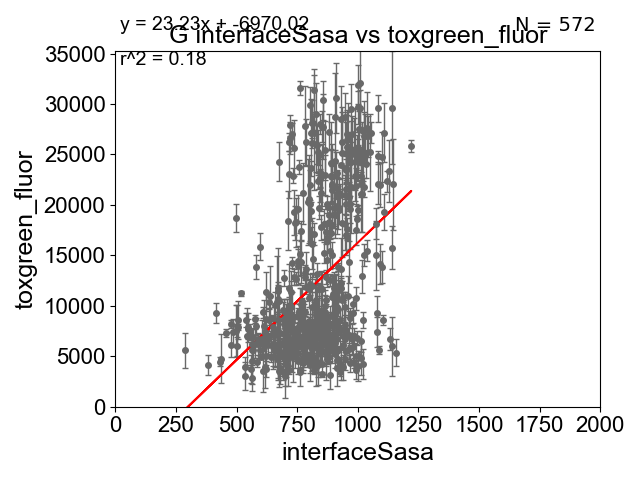 y = 23.23x + -6970.02
N = 572
G interfaceSasa vs toxgreen_fluor
r^2 = 0.18
35000
30000
25000
20000
15000
10000
5000
0
toxgreen_fluor
0 250 500 750 1000 1250 1500 1750 2000
interfaceSasa